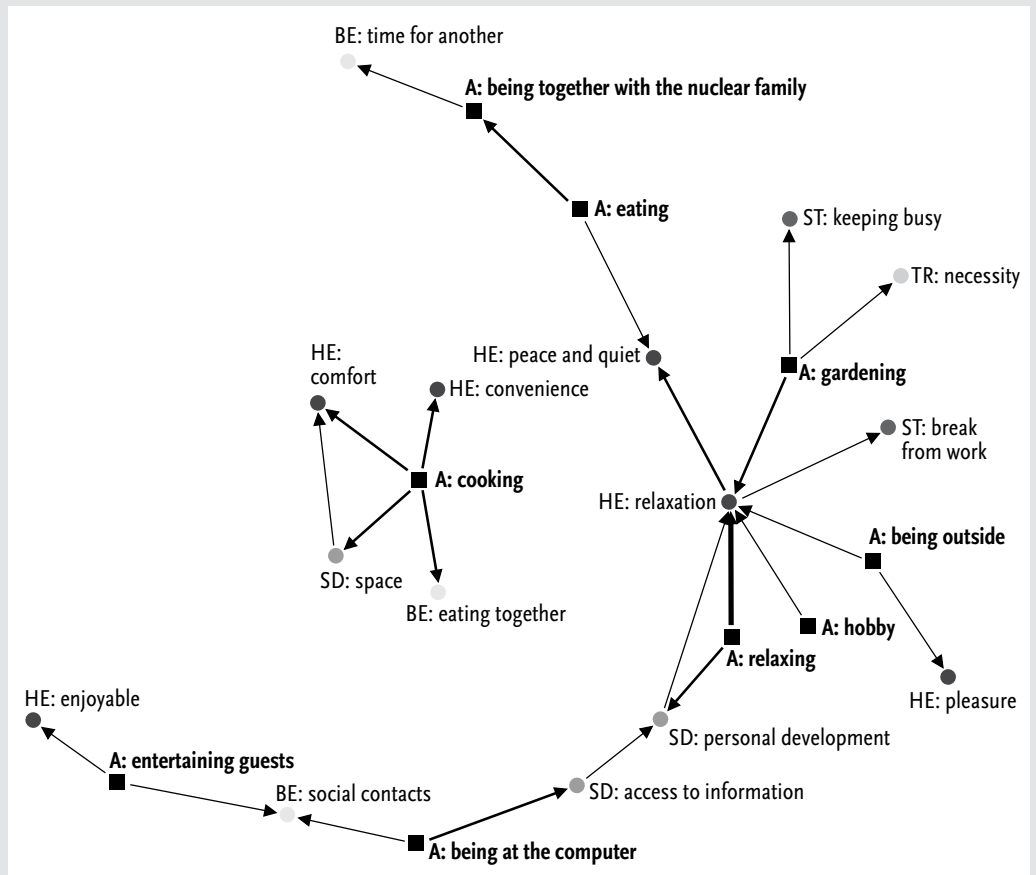 BE: time for another
A: being together with the nuclear family
A: eating
ST: keeping busy
TR: necessity
HE:
comfort
HE: peace and quiet
A: gardening
HE: convenience
ST: break
from work
A: cooking
HE: relaxation
A: being outside
SD: space
BE: eating together
A: hobby
A: relaxing
HE: enjoyable
HE: pleasure
SD: personal development
A: entertaining guests
BE: social contacts
SD: access to information
A: being at the computer